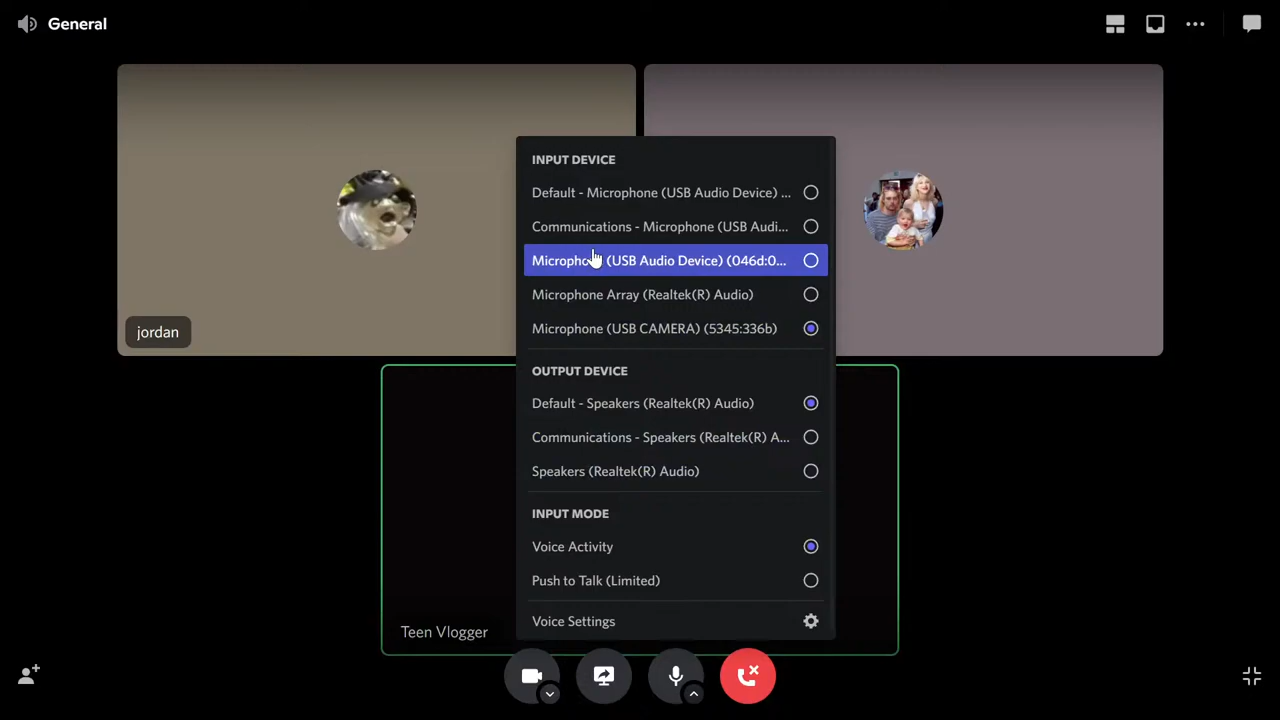 General
INPUT DEVICE
Default - Microphone (USB Audio Device) ...
Communications - Microphone (USB Audi...
Microphone (USB Audio Device) (046d:0...
Microphone Array (Realtek(R) Audio)
Microphone (USB CAMERA) (5345:336b)
jordan
OUTPUT DEVICE
Default - Speakers (Realtek(R) Audio)
Communications - Speakers (Realtek(R) A...
Speakers (Realtek(R) Audio)
INPUT MODE
Voice Activity
Push to Talk (Limited)
Voice Settings
Teen Vlogger